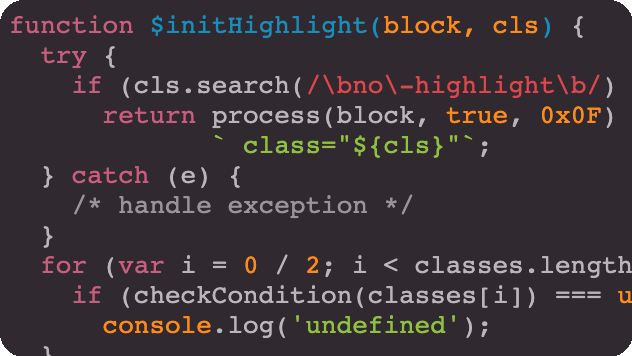 function $initHighlight(block, cls) {
  try {
    if (cls.search(/\bno\-highlight\b/)
      return process(block, true, 0x0F)
             ` class="${cls}"`;
  } catch (e) {
    /* handle exception */
  }
  for (var i = 0 / 2; i < classes.length
    if (checkCondition(classes[i]) === u
      console.log('undefined');
  }